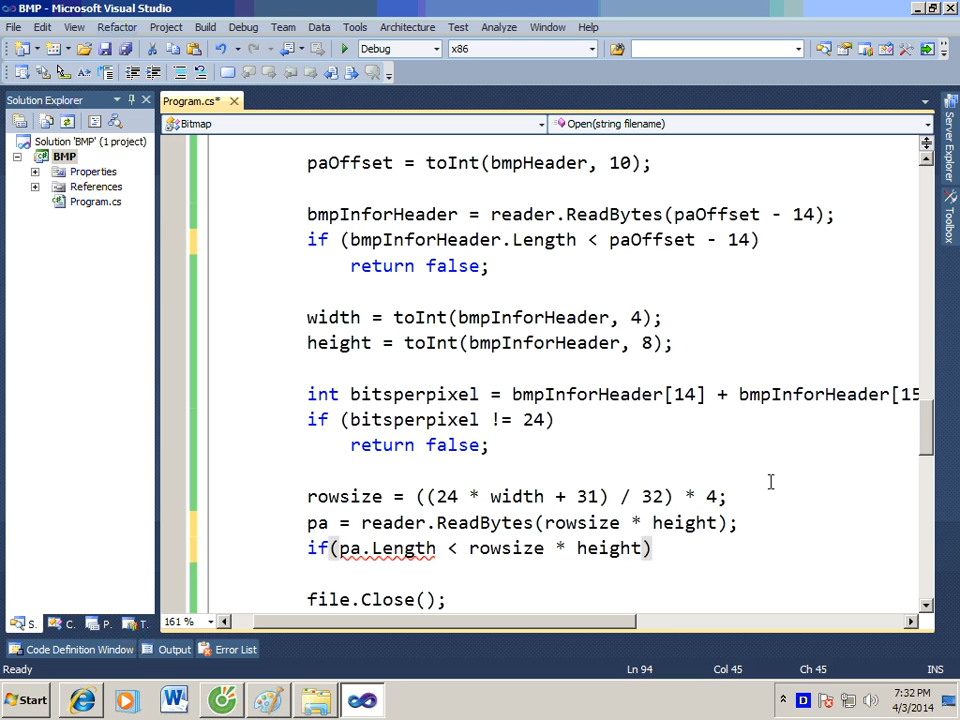 BMP - Microsoft Visual Studio
File Edit View Refactor Project Build Debug Team Data Tools Architecture Test Analyze Window Help
Debug x86
Solution Explorer
Program.cs*
Bitmap
Open(string filename)
Solution 'BMP' (1 project)
BMP
Properties
References
Program.cs
paOffset = toInt(bmpHeader, 10);
bmpInforHeader = reader.ReadBytes(paOffset - 14);
if (bmpInforHeader.Length < paOffset - 14)
return false;
width = toInt(bmpInforHeader, 4);
height = toInt(bmpInforHeader, 8);
int bitsperpixel = bmpInforHeader[14] + bmpInforHeader[15
if (bitsperpixel != 24)
return false;
rowsize = ((24 * width + 31) / 32) * 4;
pa = reader.ReadBytes(rowsize * height);
if(pa.Length < rowsize * height)
file.Close();
Server Explorer
Toolbox
S. C. P. T.
161 %
Code Definition Window Output Error List
Ready Ln 94 Col 45 Ch 45 INS
Start
D
7:32 PM
4/3/2014